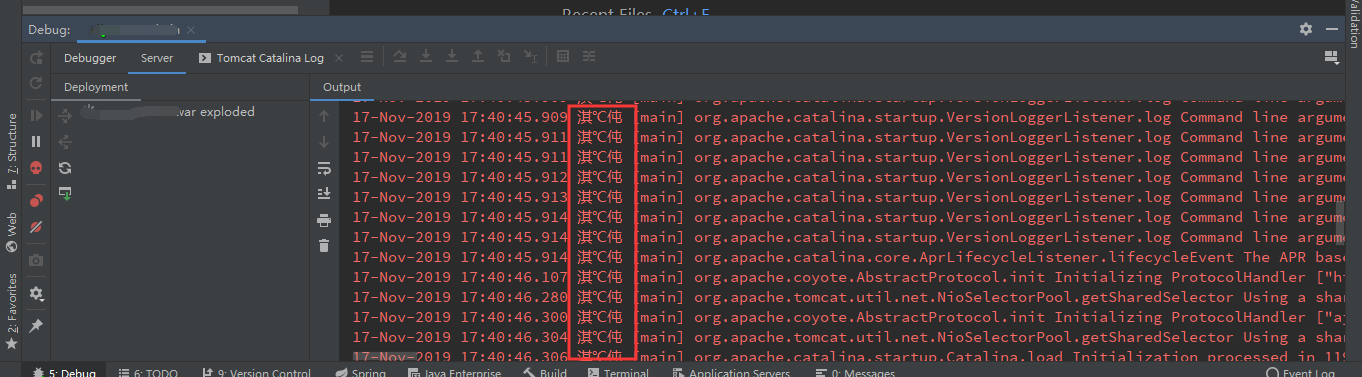 Recent Files Ctrl+E
Debug:
Debugger Server Tomcat Catalina Log
Deployment Output
war exploded
17-Nov-2019 17:40:45.909 淇℃伅 [main] org.apache.catalina.startup.VersionLoggerListener.log Command line argume
17-Nov-2019 17:40:45.911 淇℃伅 [main] org.apache.catalina.startup.VersionLoggerListener.log Command line argume
17-Nov-2019 17:40:45.911 淇℃伅 [main] org.apache.catalina.startup.VersionLoggerListener.log Command line argume
17-Nov-2019 17:40:45.912 淇℃伅 [main] org.apache.catalina.startup.VersionLoggerListener.log Command line argume
17-Nov-2019 17:40:45.913 淇℃伅 [main] org.apache.catalina.startup.VersionLoggerListener.log Command line argume
17-Nov-2019 17:40:45.914 淇℃伅 [main] org.apache.catalina.startup.VersionLoggerListener.log Command line argume
17-Nov-2019 17:40:45.914 淇℃伅 [main] org.apache.catalina.startup.VersionLoggerListener.log Command line argume
17-Nov-2019 17:40:45.914 淇℃伅 [main] org.apache.catalina.core.AprLifecycleListener.lifecycleEvent The APR base
17-Nov-2019 17:40:46.107 淇℃伅 [main] org.apache.coyote.AbstractProtocol.init Initializing ProtocolHandler ["h
17-Nov-2019 17:40:46.280 淇℃伅 [main] org.apache.tomcat.util.net.NioSelectorPool.getSharedSelector Using a shar
17-Nov-2019 17:40:46.300 淇℃伅 [main] org.apache.coyote.AbstractProtocol.init Initializing ProtocolHandler ["a
17-Nov-2019 17:40:46.304 淇℃伅 [main] org.apache.tomcat.util.net.NioSelectorPool.getSharedSelector Using a shar
17-Nov-2019 17:40:46.306 淇℃伅 [main] org.apache.catalina.startup.Catalina.load Initialization processed in 119
Z: Structure
Web
2: Favorites
Validation
5: Debug 6: TODO 9: Version Control Spring Java Enterprise Build Terminal Application Servers 0: Messages Event Log